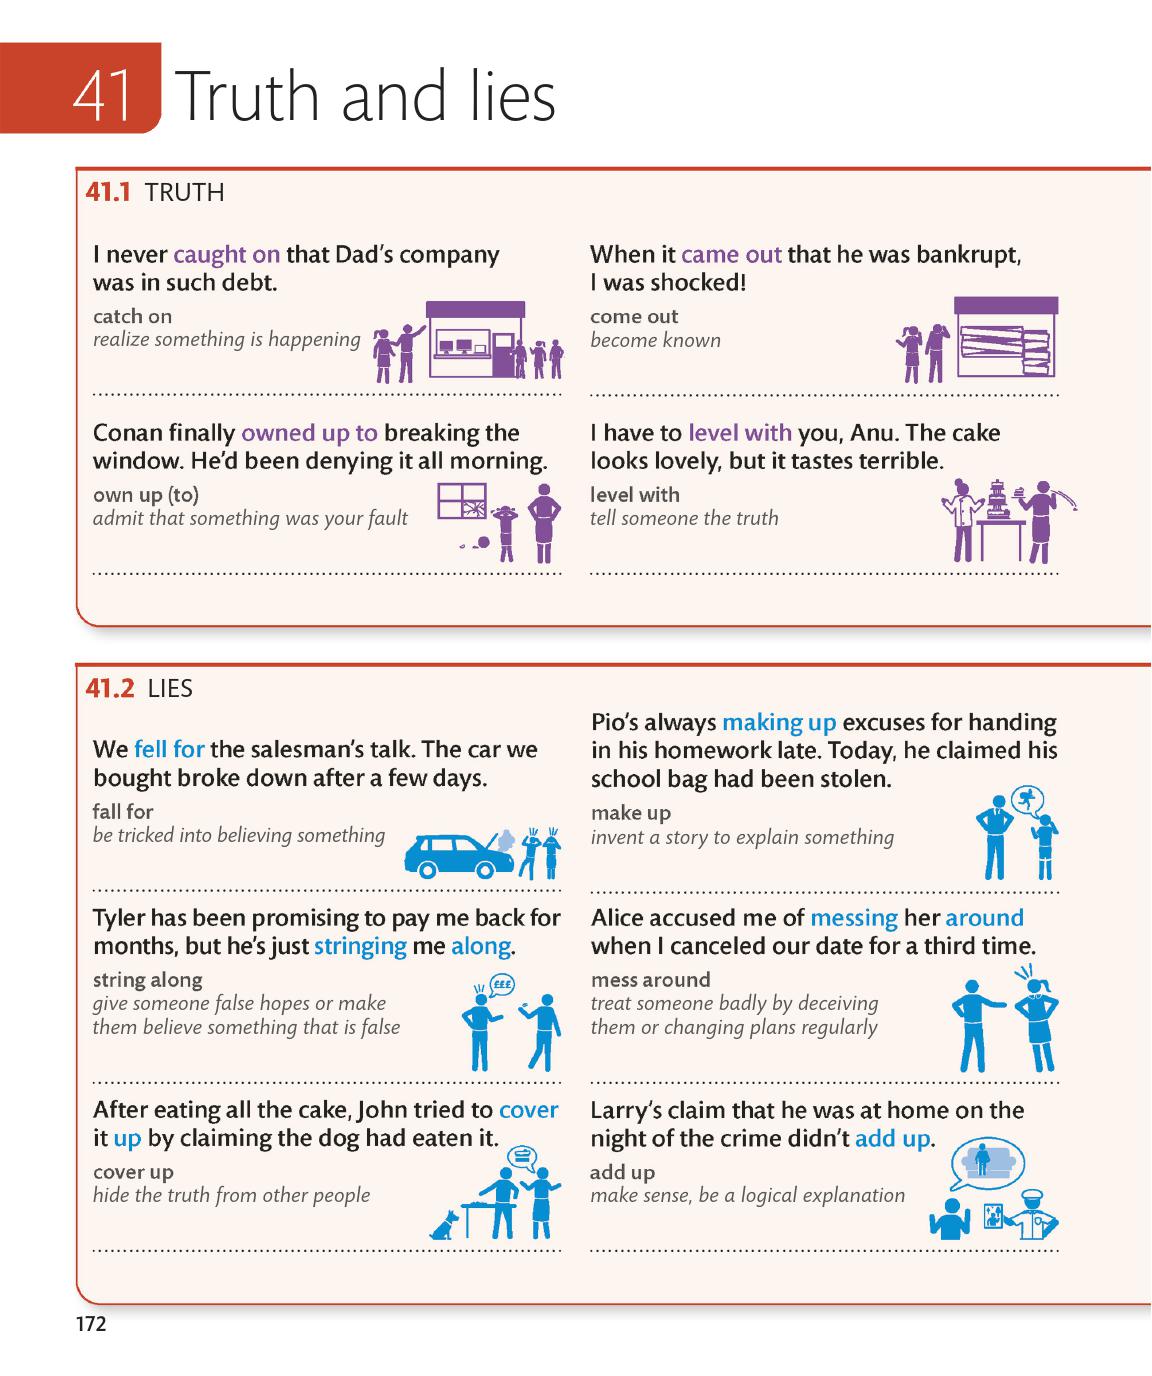 41 Truth and lies
41.1 TRUTH
I never caught on that Dad's company
was in such debt.
catch on
realize something is happening
When it came out that he was bankrupt,
I was shocked!
come out
become known
Conan finally owned up to breaking the
window. He'd been denying it all morning.
own up (to)
admit that something was your fault
I have to level with you, Anu. The cake
looks lovely, but it tastes terrible.
level with
tell someone the truth
41.2 LIES
We fell for the salesman's talk. The car we
bought broke down after a few days.
fall for
be tricked into believing something
Pio's always making up excuses for handing
in his homework late. Today, he claimed his
school bag had been stolen.
make up
invent a story to explain something
Tyler has been promising to pay me back for
months, but he's just stringing me along.
string along
give someone false hopes or make
them believe something that is false
£££
Alice accused me of messing her around
when I canceled our date for a third time.
mess around
treat someone badly by deceiving
them or changing plans regularly
After eating all the cake, John tried to cover
it up by claiming the dog had eaten it.
cover up
hide the truth from other people
Larry's claim that he was at home on the
night of the crime didn't add up.
add up
make sense, be a logical explanation
172